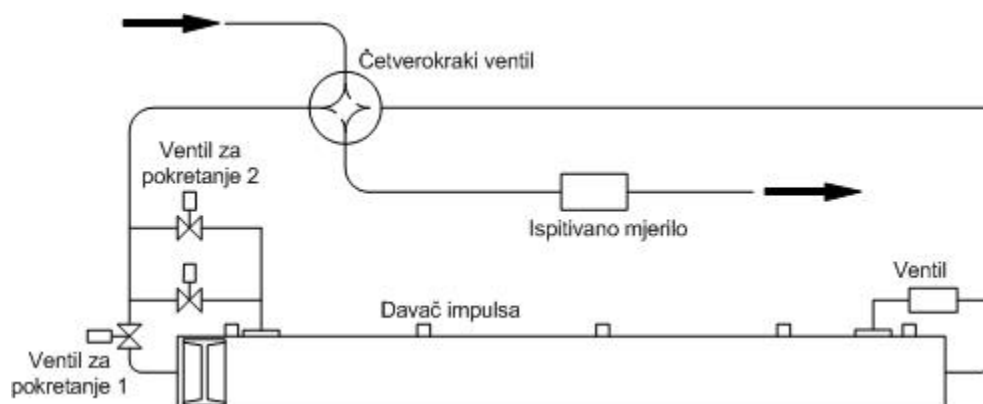 Četverokraki ventil
Ventil za
pokretanje 2
Ispitivano mjerilo
Ventil
Davač impulsa
Ventil za
pokretanje 1